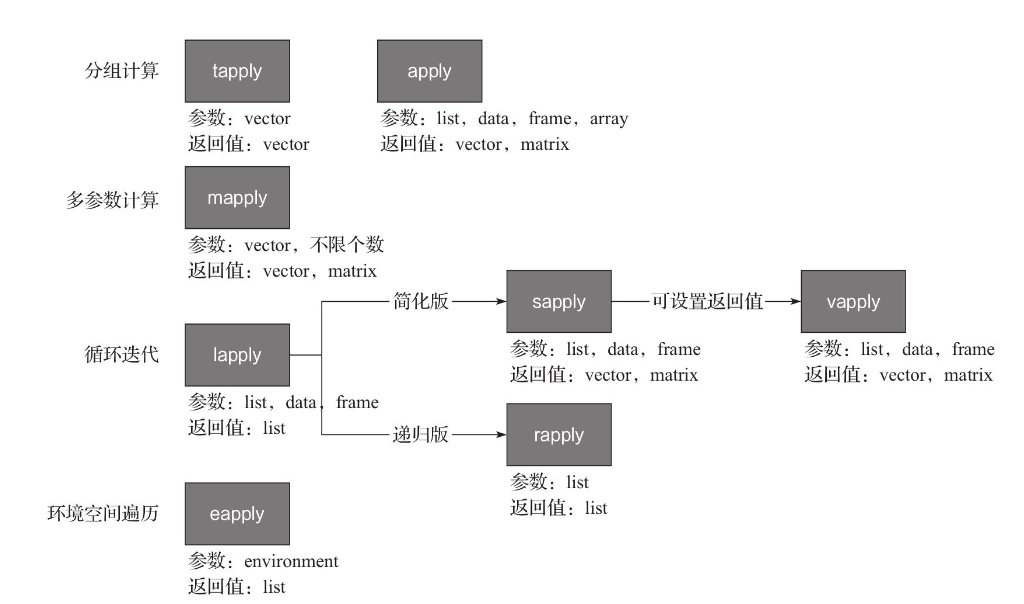 分组计算
tapply
apply
参数：vector
返回值：vector
参数：list，data，frame，array
返回值：vector，matrix
多参数计算
mapply
参数：vector，不限个数
返回值：vector，matrix
循环迭代
lapply
参数：list，data，frame
返回值：list
简化版
sapply
参数：list，data，frame
返回值：vector，matrix
可设置返回值
vapply
参数：list，data，frame
返回值：vector，matrix
递归版
rapply
参数：list
返回值：list
环境空间遍历
eapply
参数：environment
返回值：list